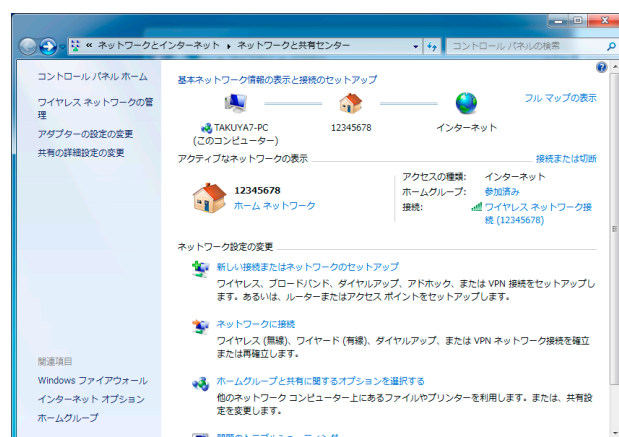 « ネットワークとインターネット ▸ ネットワークと共有センター
コントロール パネルの検索
コントロール パネル ホーム
ワイヤレス ネットワークの管
理
アダプターの設定の変更
共有の詳細設定の変更
関連項目
Windows ファイアウォール
インターネット オプション
ホームグループ
基本ネットワーク情報の表示と接続のセットアップ
フル マップの表示
TAKUYA7-PC
(このコンピューター)
12345678
インターネット
アクティブなネットワークの表示
接続または切断
12345678
ホーム ネットワーク
アクセスの種類: インターネット
ホームグループ: 参加済み
接続: ワイヤレス ネットワーク接
続 (12345678)
ネットワーク設定の変更
新しい接続またはネットワークのセットアップ
ワイヤレス、ブロードバンド、ダイヤルアップ、アドホック、または VPN 接続をセットアップし
ます。あるいは、ルーターまたはアクセス ポイントをセットアップします。
ネットワークに接続
ワイヤレス (無線)、ワイヤード (有線)、ダイヤルアップ、または VPN ネットワーク接続を確立
または再確立します。
ホームグループと共有に関するオプションを選択する
他のネットワーク コンピューター上にあるファイルやプリンターを利用します。または、共有設
定を変更します。